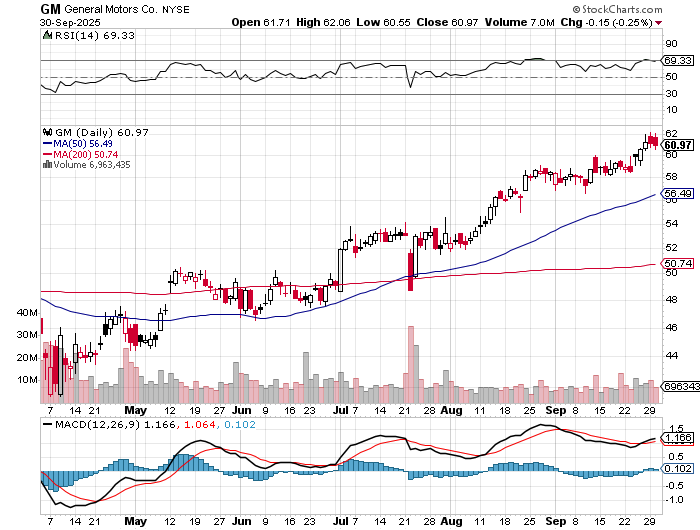 GM General Motors Co. NYSE
© StockCharts.com
30-Sep-2025
Open 61.71 High 62.06 Low 60.55 Close 60.97 Volume 7.0M Chg -0.15 (-0.25%)
RSI(14) 69.33
90
69.33
50
30
10
GM (Daily) 60.97
MA(50) 56.49
MA(200) 50.74
Volume 6,963,435
62
60.97
60
58
56.49
54
52
50.74
50
48
46
44
40M
30M
20M
10M
696343
7 14 21 May 12 19 27 Jun 9 16 23 Jul 7 14 21 28 Aug 11 18 25 Sep 8 15 22 29
MACD(12,26,9) 1.166, 1.064, 0.102
1.5
1.166
0.5
0.102
-0.5
-1.0
7 14 21 May 12 19 27 Jun 9 16 23 Jul 7 14 21 28 Aug 11 18 25 Sep 8 15 22 29